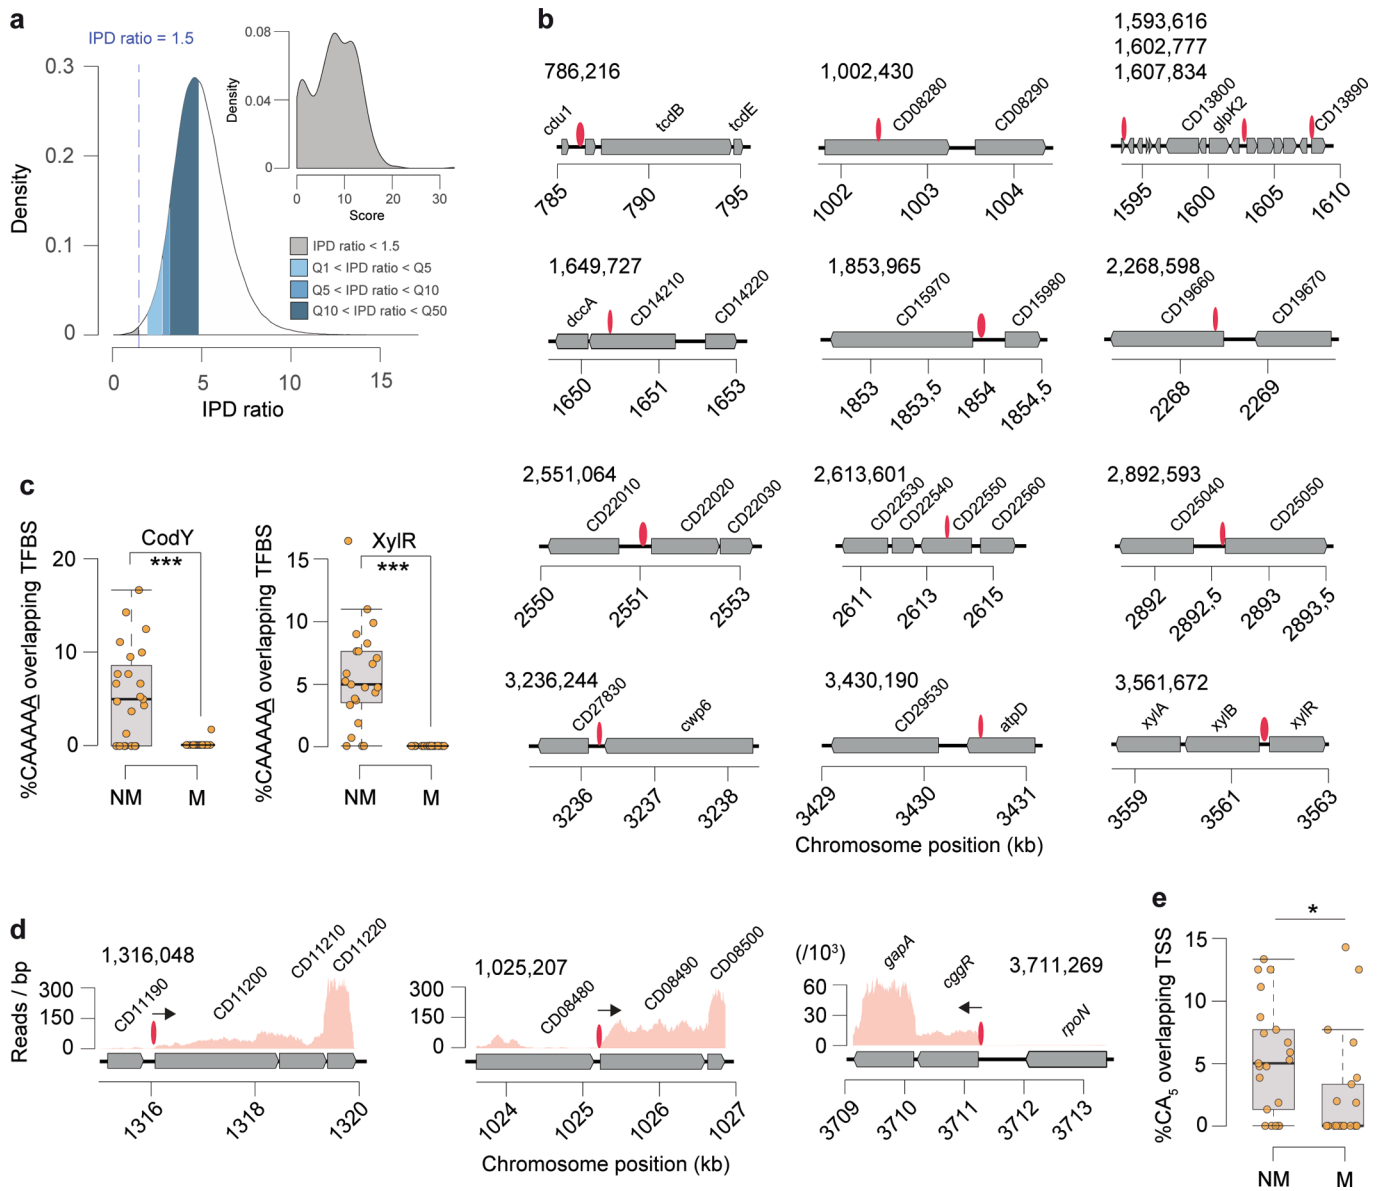 a
IPD ratio = 1.5
0.3
0.2
0.1
0
Density
0
5
10
15
IPD ratio
0.08
0.04
0
Density
0
10
20
30
Score
IPD ratio < 1.5
Q1 < IPD ratio < Q5
Q5 < IPD ratio < Q10
Q10 < IPD ratio < Q50
b
786,216
cdu1
tcdB
tcdE
785
790
795
1,002,430
CD08280
CD08290
1002
1003
1004
1,593,616
1,602,777
1,607,834
CD13800
glpK2
CD13890
1595
1600
1605
1610
1,649,727
dccA
CD14210
CD14220
1650
1651
1653
1,853,965
CD15970
CD15980
1853
1853,5
1854
1854,5
2,268,598
CD19660
CD19670
2268
2269
2,551,064
CD22010
CD22020
CD22030
2550
2551
2553
2,613,601
CD22530
CD22540
CD22550
CD22560
2611
2613
2615
2,892,593
CD25040
CD25050
2892
2892,5
2893
2893,5
3,236,244
CD27830
cwp6
3236
3237
3238
3,430,190
CD29530
atpD
3429
3430
3431
3,561,672
xylA
xylB
xylR
3559
3561
3563
Chromosome position (kb)
c
%CAAAAA overlapping TFBS
CodY
***
20
10
0
NM
M
%CAAAAA overlapping TFBS
XylR
***
15
10
5
0
NM
M
d
Reads / bp
1,316,048
CD11190
CD11200
CD11210
CD11220
300
150
0
1316
1318
1320
1,025,207
CD08480
CD08490
CD08500
300
150
0
1024
1025
1026
1027
(/10³)
gapA
cggR
3,711,269
rpoN
60
30
0
3709
3710
3711
3712
3713
Chromosome position (kb)
e
%CA₅ overlapping TSS
*
15
10
5
0
NM
M